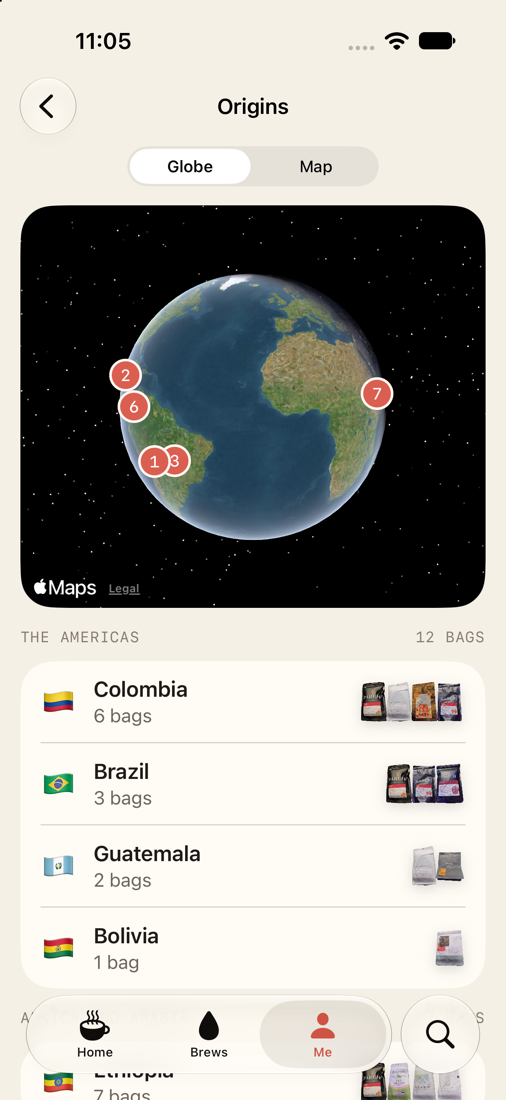 11:05
Origins
Globe Map
2
7
6
1 3
Maps Legal
THE AMERICAS 12 BAGS
Colombia
6 bags
Brazil
3 bags
Guatemala
2 bags
Bolivia
1 bag
Home Brews Me
Ethiopia
7 bags